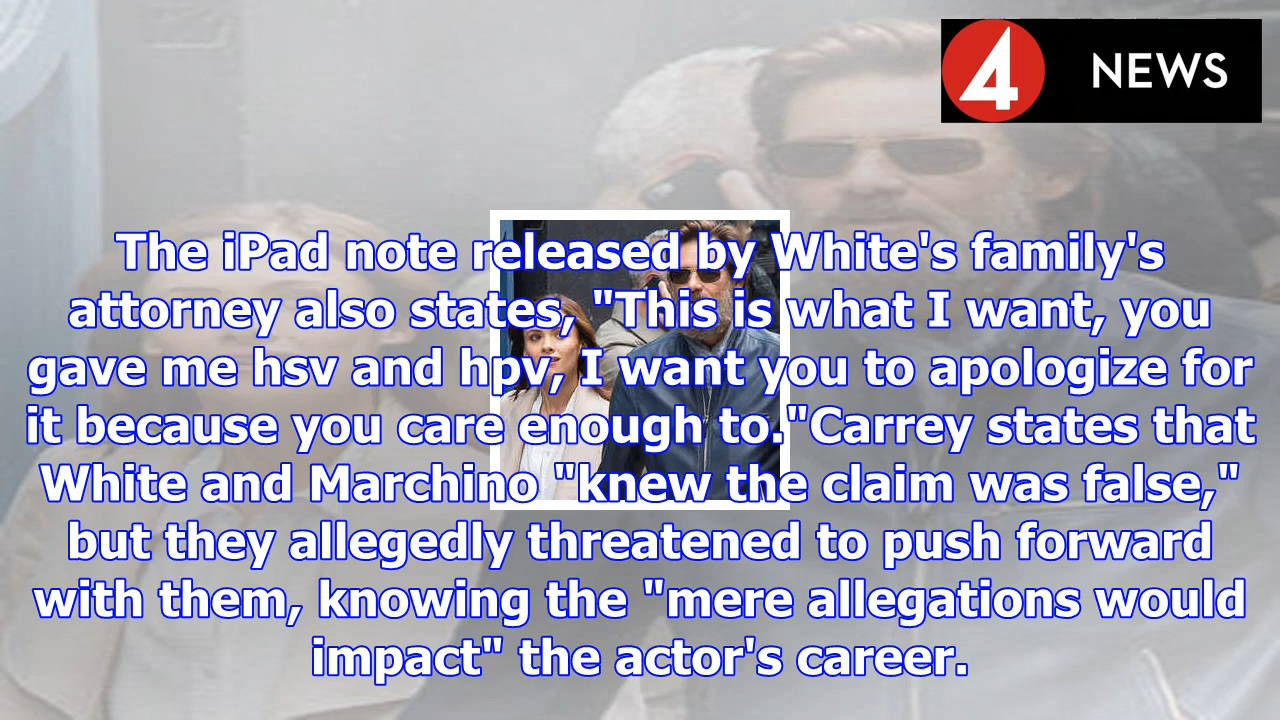 4 NEWS
The iPad note released by White's family's
attorney also states, "This is what I want, you
gave me hsv and hpv, I want you to apologize for
it because you care enough to."Carrey states that
White and Marchino "knew the claim was false,"
but they allegedly threatened to push forward
with them, knowing the "mere allegations would
impact" the actor's career.